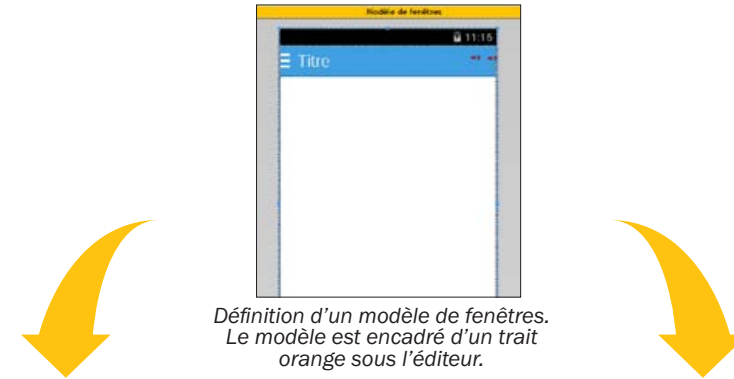 Modèle de fenêtres
11:15
Titre
Définition d’un modèle de fenêtres.
Le modèle est encadré d’un trait
orange sous l’éditeur.